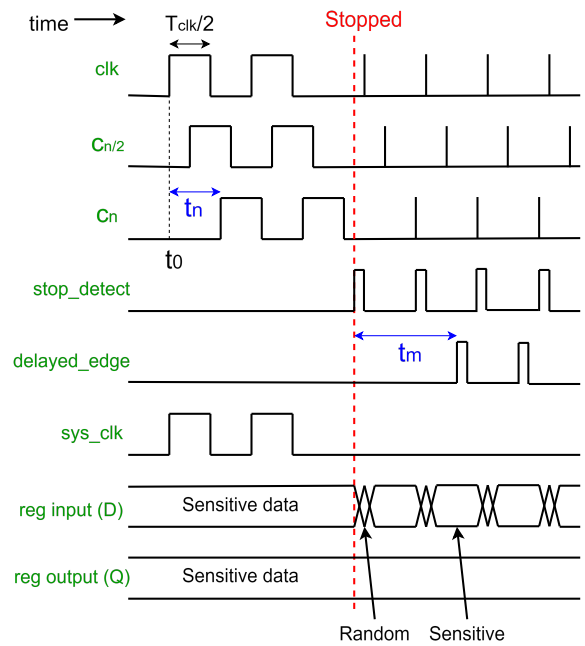 time
Tclk/2
Stopped
clk
cn/2
tn
cn
t0
stop_detect
tm
delayed_edge
sys_clk
reg input (D)
Sensitive data
reg output (Q)
Sensitive data
Random
Sensitive